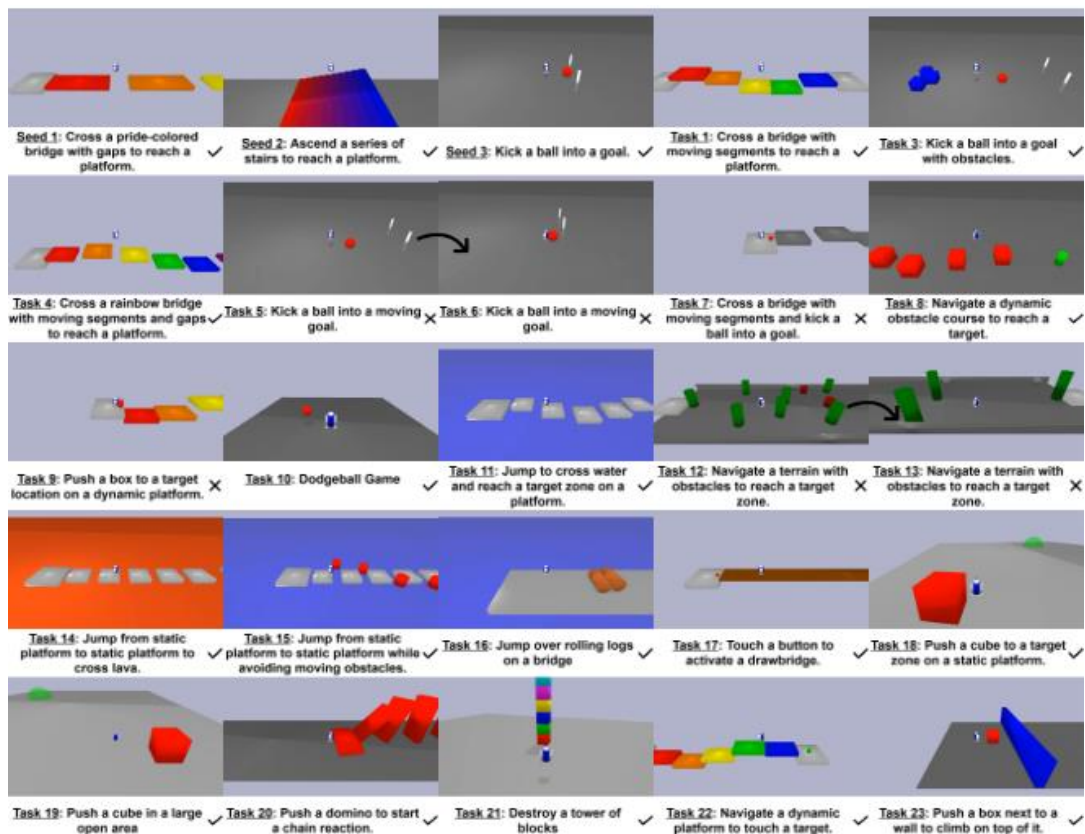 Seed 1: Cross a pride-colored
bridge with gaps to reach a
platform.
✓
Seed 2: Ascend a series of
stairs to reach a platform.
✓
Seed 3: Kick a ball into a goal.
✓
Task 1: Cross a bridge with
moving segments to reach a
platform.
✓
Task 3: Kick a ball into a goal
with obstacles.
✓
Task 4: Cross a rainbow bridge
with moving segments and gaps
to reach a platform.
✓
Task 5: Kick a ball into a moving
goal.
✕
Task 6: Kick a ball into a moving
goal.
✕
Task 7: Cross a bridge with
moving segments and kick a
ball into a goal.
✕
Task 8: Navigate a dynamic
obstacle course to reach a
target.
✓
Task 9: Push a box to a target
location on a dynamic platform.
✕
Task 10: Dodgeball Game
✓
Task 11: Jump to cross water
and reach a target zone on a
platform.
✓
Task 12: Navigate a terrain with
obstacles to reach a target
zone.
✕
Task 13: Navigate a terrain with
obstacles to reach a target
zone.
✕
Task 14: Jump from static
platform to static platform to
cross lava.
✓
Task 15: Jump from static
platform to static platform while
avoiding moving obstacles.
✓
Task 16: Jump over rolling logs
on a bridge
✓
Task 17: Touch a button to
activate a drawbridge.
✓
Task 18: Push a cube to a target
zone on a static platform.
✓
Task 19: Push a cube in a large
open area
✓
Task 20: Push a domino to start
a chain reaction.
✓
Task 21: Destroy a tower of
blocks
✓
Task 22: Navigate a dynamic
platform to touch a target.
✓
Task 23: Push a box next to a
wall to climb on top of it.
✓